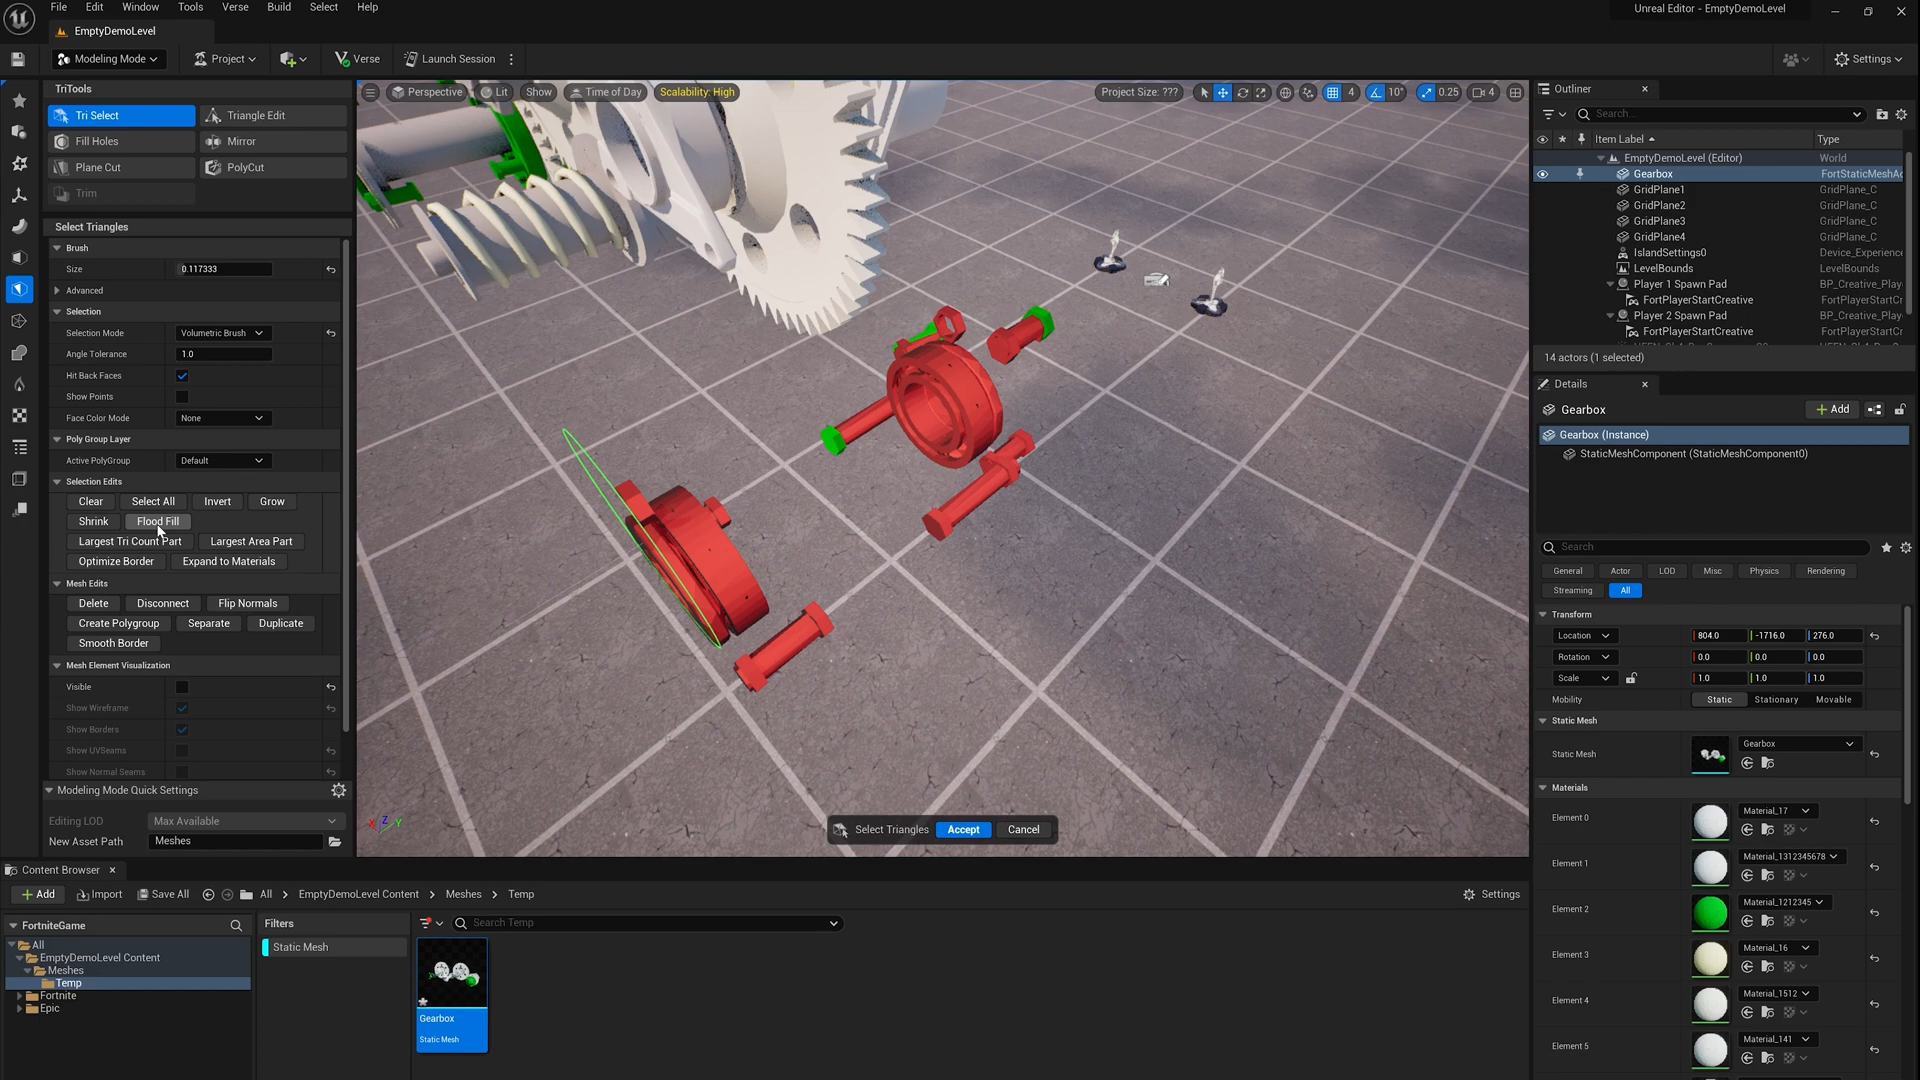 File Edit Window Tools Verse Build Select Help
Unreal Editor - EmptyDemoLevel
EmptyDemoLevel
Modeling Mode
Project
Verse
Launch Session
Settings
TriTools
Tri Select
Triangle Edit
Fill Holes
Mirror
Plane Cut
PolyCut
Trim
Select Triangles
Brush
Size 0.117333
Advanced
Selection
Selection Mode Volumetric Brush
Angle Tolerance 1.0
Hit Back Faces
Show Points
Face Color Mode None
Poly Group Layer
Active PolyGroup Default
Selection Edits
Clear Select All Invert Grow
Shrink Flood Fill
Largest Tri Count Part Largest Area Part
Optimize Border Expand to Materials
Mesh Edits
Delete Disconnect Flip Normals
Create Polygroup Separate Duplicate
Smooth Border
Mesh Element Visualization
Visible
Show Wireframe
Show Borders
Show UVSeams
Show Normal Seams
Modeling Mode Quick Settings
Editing LOD Max Available
New Asset Path Meshes
Perspective Lit Show Time of Day Scalability: High
Project Size: ??? 4 10° 0.25 4
X Z Y
Select Triangles Accept Cancel
Outliner
Search...
Item Label Type
EmptyDemoLevel (Editor) World
Gearbox FortStaticMeshAc
GridPlane1 GridPlane_C
GridPlane2 GridPlane_C
GridPlane3 GridPlane_C
GridPlane4 GridPlane_C
IslandSettings0 Device_Experience
LevelBounds LevelBounds
Player 1 Spawn Pad BP_Creative_Play
FortPlayerStartCreative FortPlayerStartCr
Player 2 Spawn Pad BP_Creative_Play
FortPlayerStartCreative FortPlayerStartCr
14 actors (1 selected)
Details
Gearbox
Add
Gearbox (Instance)
StaticMeshComponent (StaticMeshComponent0)
Search
General Actor LOD Misc Physics Rendering
Streaming All
Transform
Location 804.0 -1716.0 276.0
Rotation 0.0 0.0 0.0
Scale 1.0 1.0 1.0
Mobility Static Stationary Movable
Static Mesh
Static Mesh Gearbox
Materials
Element 0 Material_17
Element 1 Material_1312345678
Element 2 Material_1212345
Element 3 Material_16
Element 4 Material_1512
Element 5 Material_141
Content Browser
Add Import Save All All EmptyDemoLevel Content Meshes Temp
Settings
FortniteGame
Filters
Search Temp
All
EmptyDemoLevel Content
Meshes
Temp
Fortnite
Epic
Static Mesh
Gearbox
Static Mesh